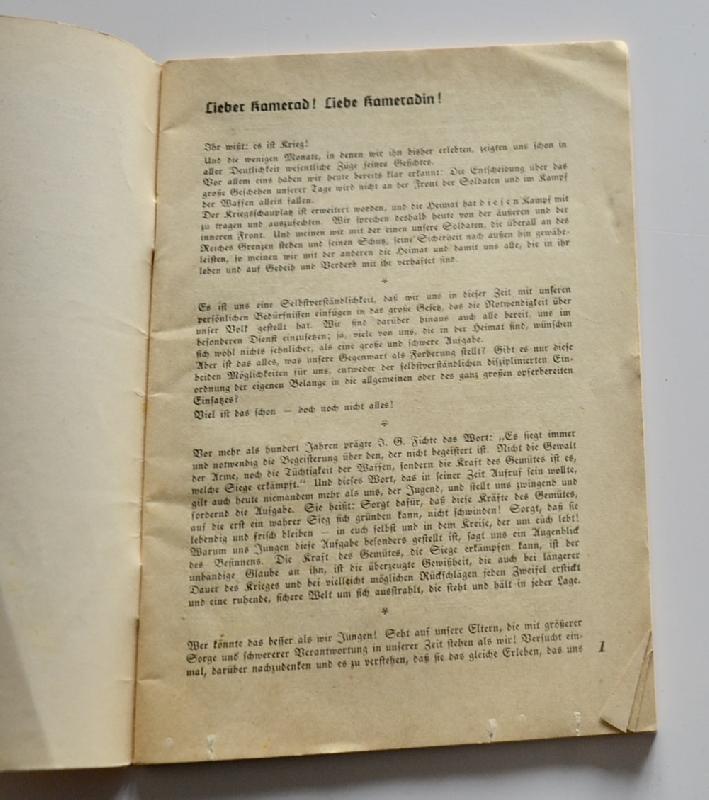 Lieber Kamerad! Liebe Kameradin!
Ihr wißt: es ist Krieg!
Und die wenigen Monate, in denen wir ihn bisher erlebten, zeigten uns schon in
aller Deutlichkeit wesentliche Züge seines Gesichtes.
Vor allem eins haben wir heute bereits klar erkannt: Die Entscheidung über das
große Geschehen unserer Tage wird nicht an der Front der Soldaten und im Kampf
der Waffen allein fallen.
Der Kriegsschauplatz ist erweitert worden, und die Heimat hat diesen Kampf mit
zu tragen und auszufechten. Wir sprechen deshalb heute von der äußeren und der
inneren Front. Und meinen wir mit der einen unsere Soldaten, die überall an des
Reiches Grenzen stehen und seinen Schutz, seine Sicherheit nach außen hin gewähr-
leisten, so meinen wir mit der anderen die Heimat und damit uns alle, die in ihr
leben und auf Gedeih und Verderb mit ihr verhaftet sind.
*
Es ist uns eine Selbstverständlichkeit, daß wir uns in dieser Zeit mit unseren
persönlichen Bedürfnissen einfügen in das große Gesetz, das die Notwendigkeit über
unser Volk gestellt hat. Wir sind darüber hinaus auch alle bereit, uns im
besonderen Dienst einzusetzen; ja, viele von uns, die in der Heimat sind, wünschen
sich wohl nichts sehnlicher, als eine große und schwere Aufgabe.
Aber ist das alles, was unsere Gegenwart als Forderung stellt? Gibt es nur diese
beiden Möglichkeiten für uns, entweder der selbstverständlichen disziplinierten Ein-
ordnung der eigenen Belange in die allgemeinen oder des ganz großen opferbereiten
Einsatzes?
Viel ist das schon — doch noch nicht alles!
*
Vor mehr als hundert Jahren prägte J. G. Fichte das Wort: „Es siegt immer
und notwendig die Begeisterung über den, der nicht begeistert ist. Nicht die Gewalt
der Arme, noch die Tüchtigkeit der Waffen, sondern die Kraft des Gemütes ist es,
welche Siege erkämpft.“ Und dieses Wort, das in seiner Zeit Aufruf sein wollte,
gilt auch heute niemandem mehr als uns, der Jugend, und stellt uns zwingend und
fordernd die Aufgabe. Sie heißt: Sorgt dafür, daß diese Kräfte des Gemütes,
auf die erst ein wahrer Sieg sich gründen kann, nicht schwinden! Sorgt, daß sie
lebendig und frisch bleiben — in euch selbst und in dem Kreise, der um euch lebt!
Warum uns Jungen diese Aufgabe besonders gestellt ist, sagt uns ein Augenblick
des Besinnens. Die Kraft des Gemütes, die Siege erkämpfen kann, ist der
unbändige Glaube an ihn, ist die überzeugte Gewißheit, die auch bei längerer
Dauer des Krieges und bei vielleicht möglichen Rückschlägen jeden Zweifel erstickt
und eine ruhende, sichere Welt um sich ausstrahlt, die steht und hält in jeder Lage.
*
Wer könnte das besser als wir Jungen! Seht auf unsere Eltern, die mit größerer
Sorge und schwererer Verantwortung in unserer Zeit stehen als wir! Versucht ein-
mal, darüber nachzudenken und es zu verstehen, daß sie das gleiche Erleben, das uns
1